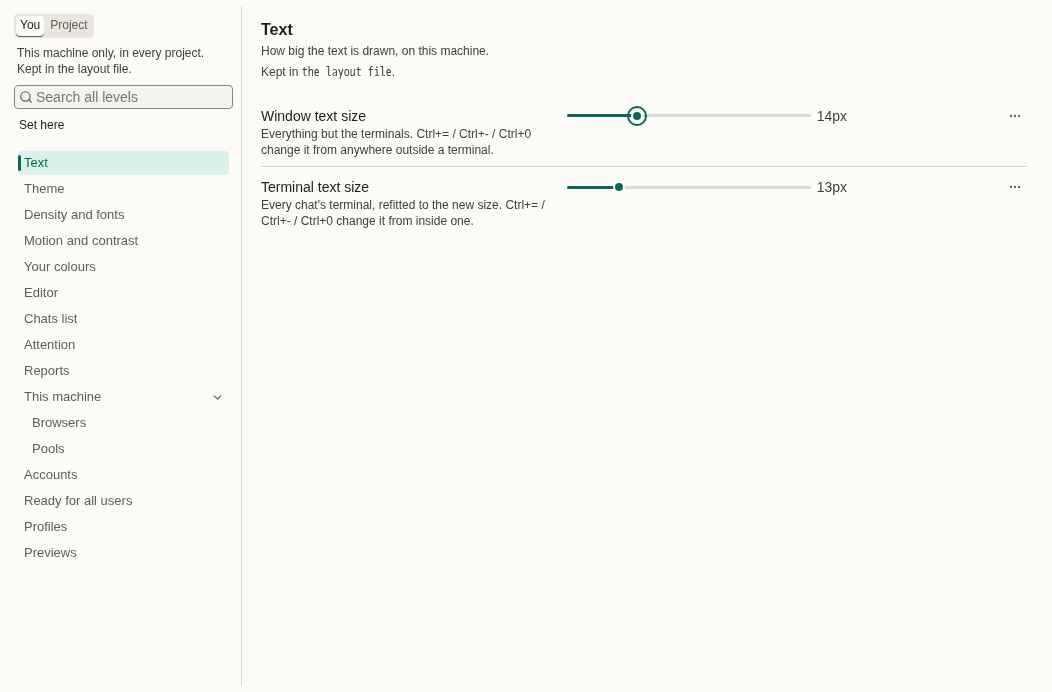 You Project
This machine only, in every project.
Kept in the layout file.
Search all levels
Set here
Text
Theme
Density and fonts
Motion and contrast
Your colours
Editor
Chats list
Attention
Reports
This machine
Browsers
Pools
Accounts
Ready for all users
Profiles
Previews
Text
How big the text is drawn, on this machine.
Kept in the layout file.
Window text size
14px
Everything but the terminals. Ctrl+= / Ctrl+- / Ctrl+0
change it from anywhere outside a terminal.
Terminal text size
13px
Every chat's terminal, refitted to the new size. Ctrl+= /
Ctrl+- / Ctrl+0 change it from inside one.